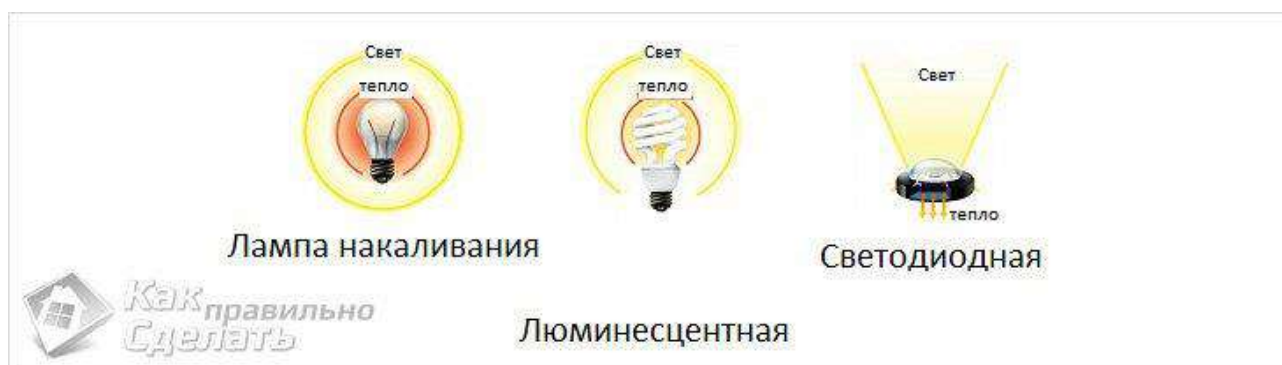 Свет
тепло
Свет
тепло
Свет
тепло
Лампа накаливания
Светодиодная
Люминесцентная
Как
правильно
Сделать